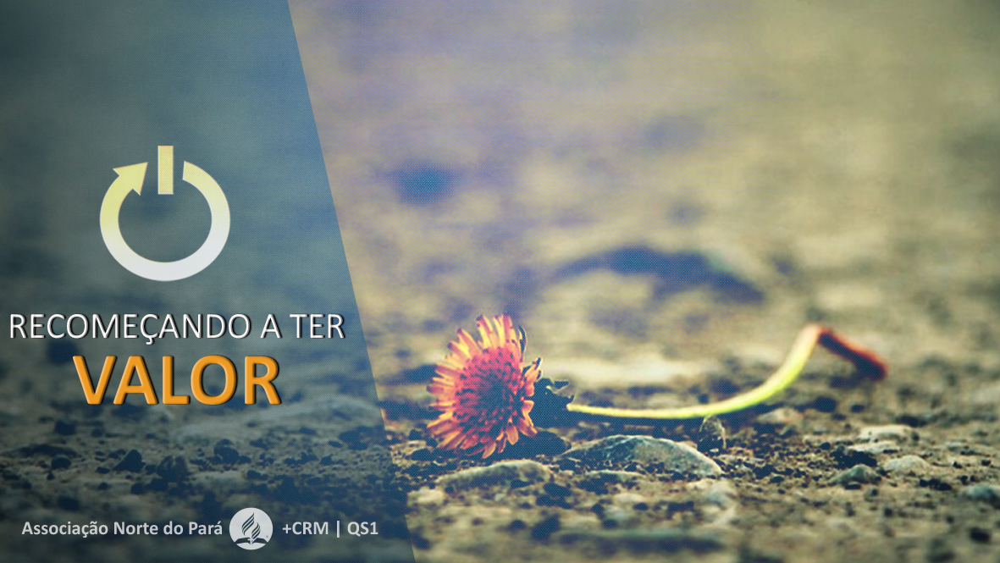 RECOMEÇANDO A TER
VALOR
Associação Norte do Pará +CRM | QS1